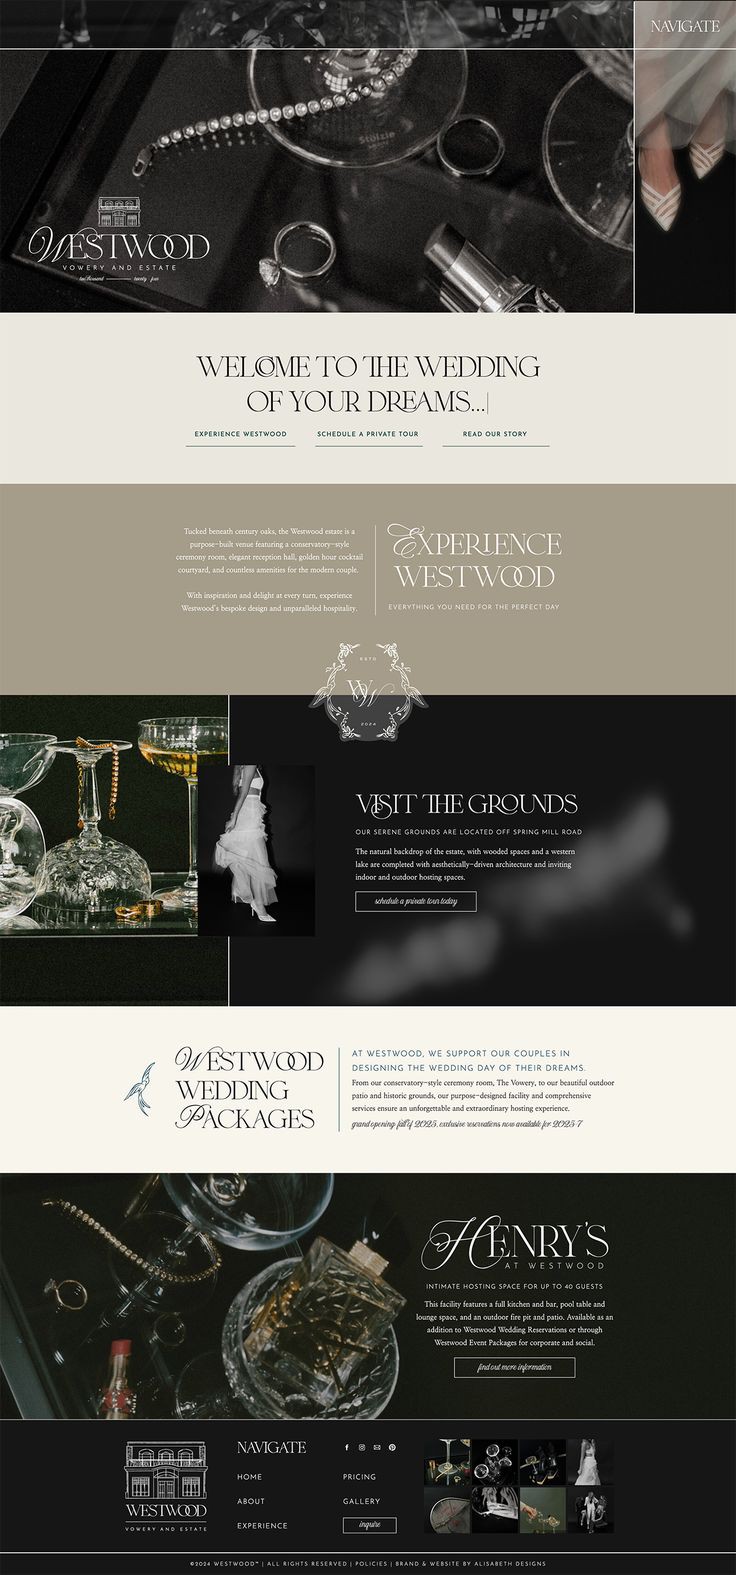 NAVIGATE
Stölzle
WESTWOOD
VOWERY AND ESTATE
two thousand twenty four
WELCOME TO THE WEDDING
OF YOUR DREAMS...|
EXPERIENCE WESTWOOD
SCHEDULE A PRIVATE TOUR
READ OUR STORY
Tucked beneath century oaks, the Westwood estate is a
purpose-built venue featuring a conservatory-style
ceremony room, elegant reception hall, golden hour cocktail
courtyard, and countless amenities for the modern couple.
With inspiration and delight at every turn, experience
Westwood's bespoke design and unparalleled hospitality.
EXPERIENCE
WESTWOOD
EVERYTHING YOU NEED FOR THE PERFECT DAY
ESTD
WW
2024
VISIT THE GROUNDS
OUR SERENE GROUNDS ARE LOCATED OFF SPRING MILL ROAD
The natural backdrop of the estate, with wooded spaces and a western
lake are completed with aesthetically-driven architecture and inviting
indoor and outdoor hosting spaces.
schedule a private tour today
WESTWOOD
WEDDING
PACKAGES
AT WESTWOOD, WE SUPPORT OUR COUPLES IN
DESIGNING THE WEDDING DAY OF THEIR DREAMS.
From our conservatory-style ceremony room, The Vowery, to our beautiful outdoor
patio and historic grounds, our purpose-designed facility and comprehensive
services ensure an unforgettable and extraordinary hosting experience.
grand opening: fall of 2025. exclusive reservations now available for 2025-7
HENRY'S
AT WESTWOOD
INTIMATE HOSTING SPACE FOR UP TO 40 GUESTS
This facility features a full kitchen and bar, pool table and
lounge space, and an outdoor fire pit and patio. Available as an
addition to Westwood Wedding Reservations or through
Westwood Event Packages for corporate and social.
find out more information
WESTWOOD
VOWERY AND ESTATE
NAVIGATE
HOME
ABOUT
EXPERIENCE
PRICING
GALLERY
inquire
©2024 WESTWOOD™ | ALL RIGHTS RESERVED | POLICIES | BRAND & WEBSITE BY ALISABETH DESIGNS